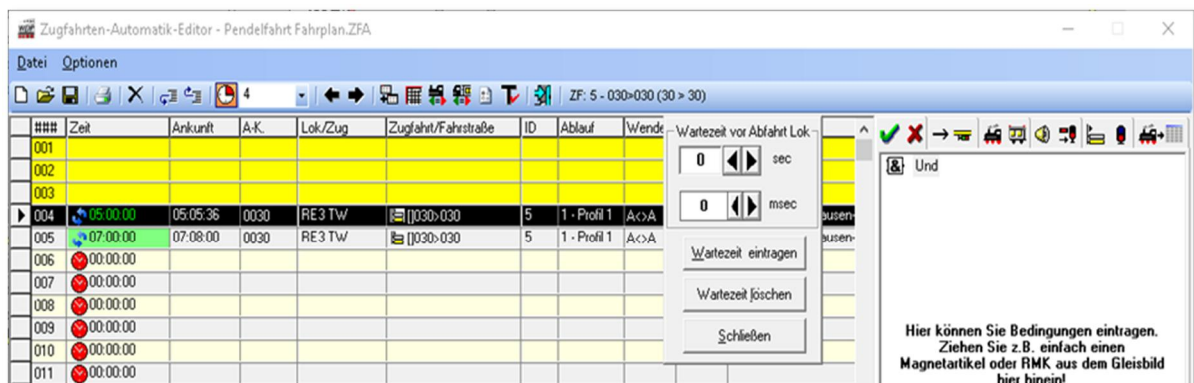 Zugfahrten-Automatik-Editor - Pendelfahrt Fahrplan.ZFA
Datei Optionen
4 ZF: 5 - 030>030 (30 > 30)
### Zeit Ankunft A-K. Lok/Zug Zugfahrt/Fahrstraße ID Ablauf Wende
001
002
003
004 05:00:00 05:05:36 0030 RE3 TW []030>030 5 1 - Profil 1 A<>A ausen-
005 07:00:00 07:08:00 0030 RE3 TW []030>030 5 1 - Profil 1 A<>A ausen-
006 00:00:00
007 00:00:00
008 00:00:00
009 00:00:00
010 00:00:00
011 00:00:00
Wartezeit vor Abfahrt Lok
0 sec
0 msec
Wartezeit eintragen
Wartezeit löschen
Schließen
& Und
Hier können Sie Bedingungen eintragen.
Ziehen Sie z.B. einfach einen
Magnetartikel oder RMK aus dem Gleisbild
hier hinein!